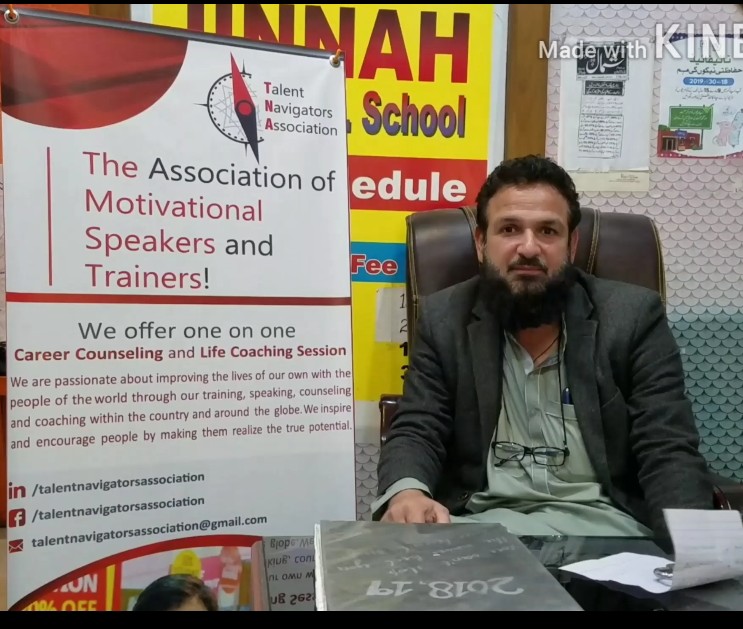 Made with KINE
JINNAH
School
edule
Fee
Talent
Navigators
Association
The Association of
Motivational
Speakers and
Trainers!
We offer one on one
Career Counseling and Life Coaching Session
We are passionate about improving the lives of our own with the
people of the world through our training, speaking, counseling
and coaching within the country and around the globe. We inspire
and encourage people by making them realize the true potential.
in /talentnavigatorsassociation
f /talentnavigatorsassociation
talentnavigatorsassociation@gmail.com
% OFF
2018.19
2019-30-18